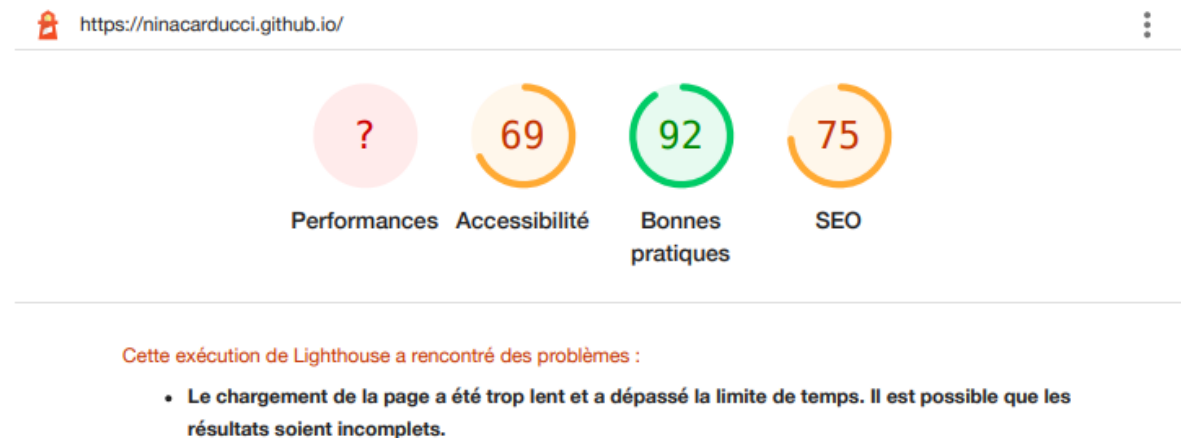 https://ninacarducci.github.io/
? 69 92 75
Performances Accessibilité Bonnes pratiques SEO
Cette exécution de Lighthouse a rencontré des problèmes :
• Le chargement de la page a été trop lent et a dépassé la limite de temps. Il est possible que les
résultats soient incomplets.